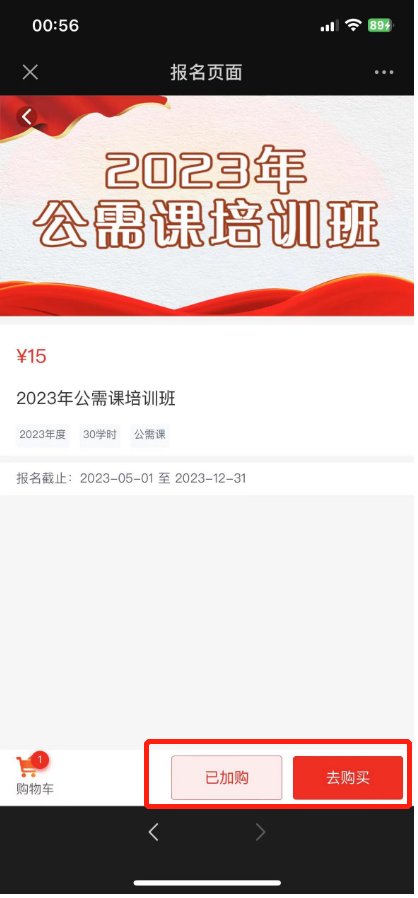 00:56
89
报名页面
2023年
公需课培训班
¥15
2023年公需课培训班
2023年度 30学时 公需课
报名截止：2023-05-01 至 2023-12-31
1
购物车
已加购
去购买